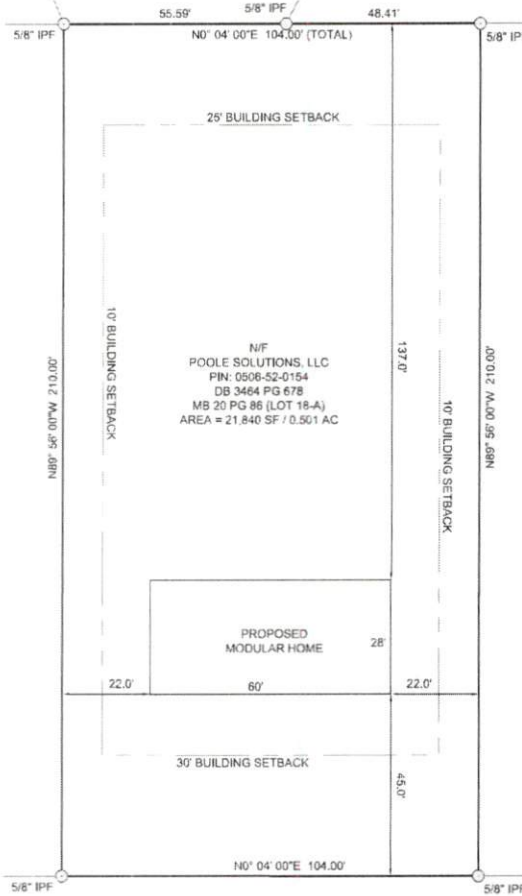 55.59'
5/8" IPF
48.41'
5/8" IPF
N0° 04' 00"E 104.00' (TOTAL)
5/8" IPF
25' BUILDING SETBACK
10' BUILDING SETBACK
N89° 56' 00"W 210.00'
N/F
POOLE SOLUTIONS, LLC
PIN: 0506-52-0154
DB 3464 PG 678
MB 20 PG 86 (LOT 18-A)
AREA = 21,840 SF / 0.501 AC
137.0'
N89° 56' 00"W 210.00'
10' BUILDING SETBACK
PROPOSED
MODULAR HOME
28'
22.0'
60'
22.0'
30' BUILDING SETBACK
45.0'
N0° 04' 00"E 104.00'
5/8" IPF
5/8" IPF